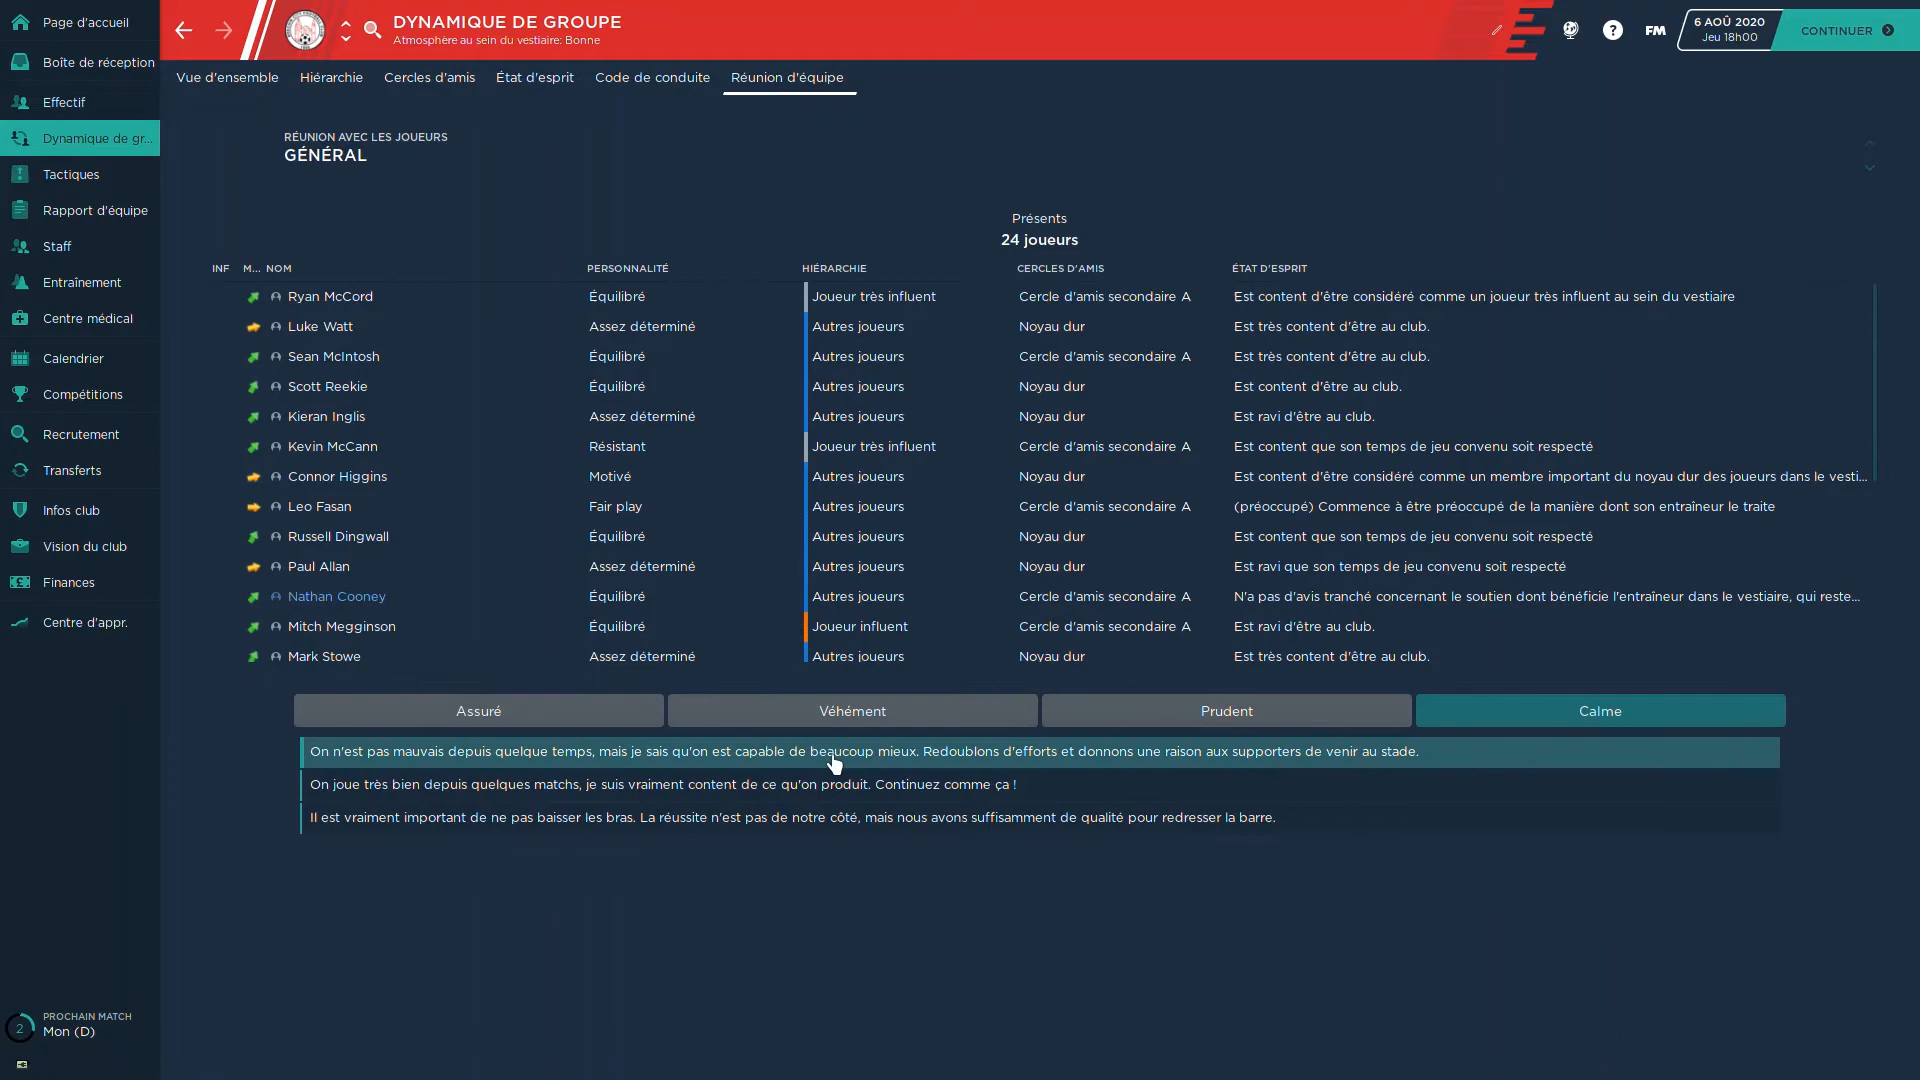 Page d'accueil
Boîte de réception
Effectif
Dynamique de gr...
Tactiques
Rapport d'équipe
Staff
Entraînement
Centre médical
Calendrier
Compétitions
Recrutement
Transferts
Infos club
Vision du club
Finances
Centre d'appr.
2
PROCHAIN MATCH
Mon (D)
DYNAMIQUE DE GROUPE
Atmosphère au sein du vestiaire: Bonne
?
FM
6 AOÛ 2020
Jeu 18h00
CONTINUER
Vue d'ensemble Hiérarchie Cercles d'amis État d'esprit Code de conduite Réunion d'équipe
RÉUNION AVEC LES JOUEURS
GÉNÉRAL
Présents
24 joueurs
INF M... NOM PERSONNALITÉ HIÉRARCHIE CERCLES D'AMIS ÉTAT D'ESPRIT
Ryan McCord Équilibré Joueur très influent Cercle d'amis secondaire A Est content d'être considéré comme un joueur très influent au sein du vestiaire
Luke Watt Assez déterminé Autres joueurs Noyau dur Est très content d'être au club.
Sean McIntosh Équilibré Autres joueurs Cercle d'amis secondaire A Est très content d'être au club.
Scott Reekie Équilibré Autres joueurs Noyau dur Est content d'être au club.
Kieran Inglis Assez déterminé Autres joueurs Noyau dur Est ravi d'être au club.
Kevin McCann Résistant Joueur très influent Cercle d'amis secondaire A Est content que son temps de jeu convenu soit respecté
Connor Higgins Motivé Autres joueurs Noyau dur Est content d'être considéré comme un membre important du noyau dur des joueurs dans le vesti...
Leo Fasan Fair play Autres joueurs Cercle d'amis secondaire A (préoccupé) Commence à être préoccupé de la manière dont son entraîneur le traite
Russell Dingwall Équilibré Autres joueurs Noyau dur Est content que son temps de jeu convenu soit respecté
Paul Allan Assez déterminé Autres joueurs Noyau dur Est ravi que son temps de jeu convenu soit respecté
Nathan Cooney Équilibré Autres joueurs Cercle d'amis secondaire A N'a pas d'avis tranché concernant le soutien dont bénéficie l'entraîneur dans le vestiaire, qui reste...
Mitch Megginson Équilibré Joueur influent Cercle d'amis secondaire A Est ravi d'être au club.
Mark Stowe Assez déterminé Autres joueurs Noyau dur Est très content d'être au club.
Assuré Véhément Prudent Calme
On n'est pas mauvais depuis quelque temps, mais je sais qu'on est capable de beaucoup mieux. Redoublons d'efforts et donnons une raison aux supporters de venir au stade.
On joue très bien depuis quelques matchs, je suis vraiment content de ce qu'on produit. Continuez comme ça !
Il est vraiment important de ne pas baisser les bras. La réussite n'est pas de notre côté, mais nous avons suffisamment de qualité pour redresser la barre.